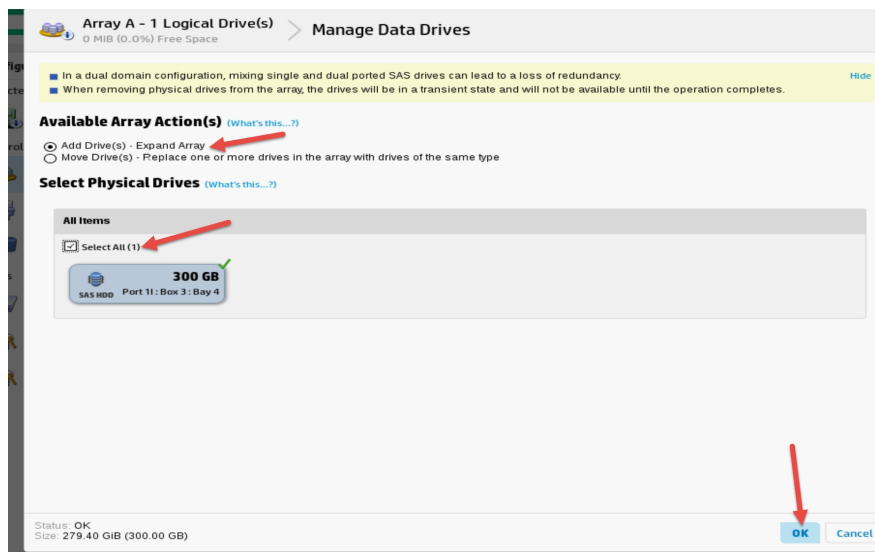 Array A - 1 Logical Drive(s)
0 MiB (0.0%) Free Space
Manage Data Drives
In a dual domain configuration, mixing single and dual ported SAS drives can lead to a loss of redundancy.
Hide
When removing physical drives from the array, the drives will be in a transient state and will not be available until the operation completes.
Available Array Action(s) (What's this...?)
Add Drive(s) - Expand Array
Move Drive(s) - Replace one or more drives in the array with drives of the same type
Select Physical Drives (What's this...?)
All Items
Select All (1)
300 GB
SAS HDD Port 1I : Box 3 : Bay 4
Status: OK
Size: 279.40 GiB (300.00 GB)
OK
Cancel